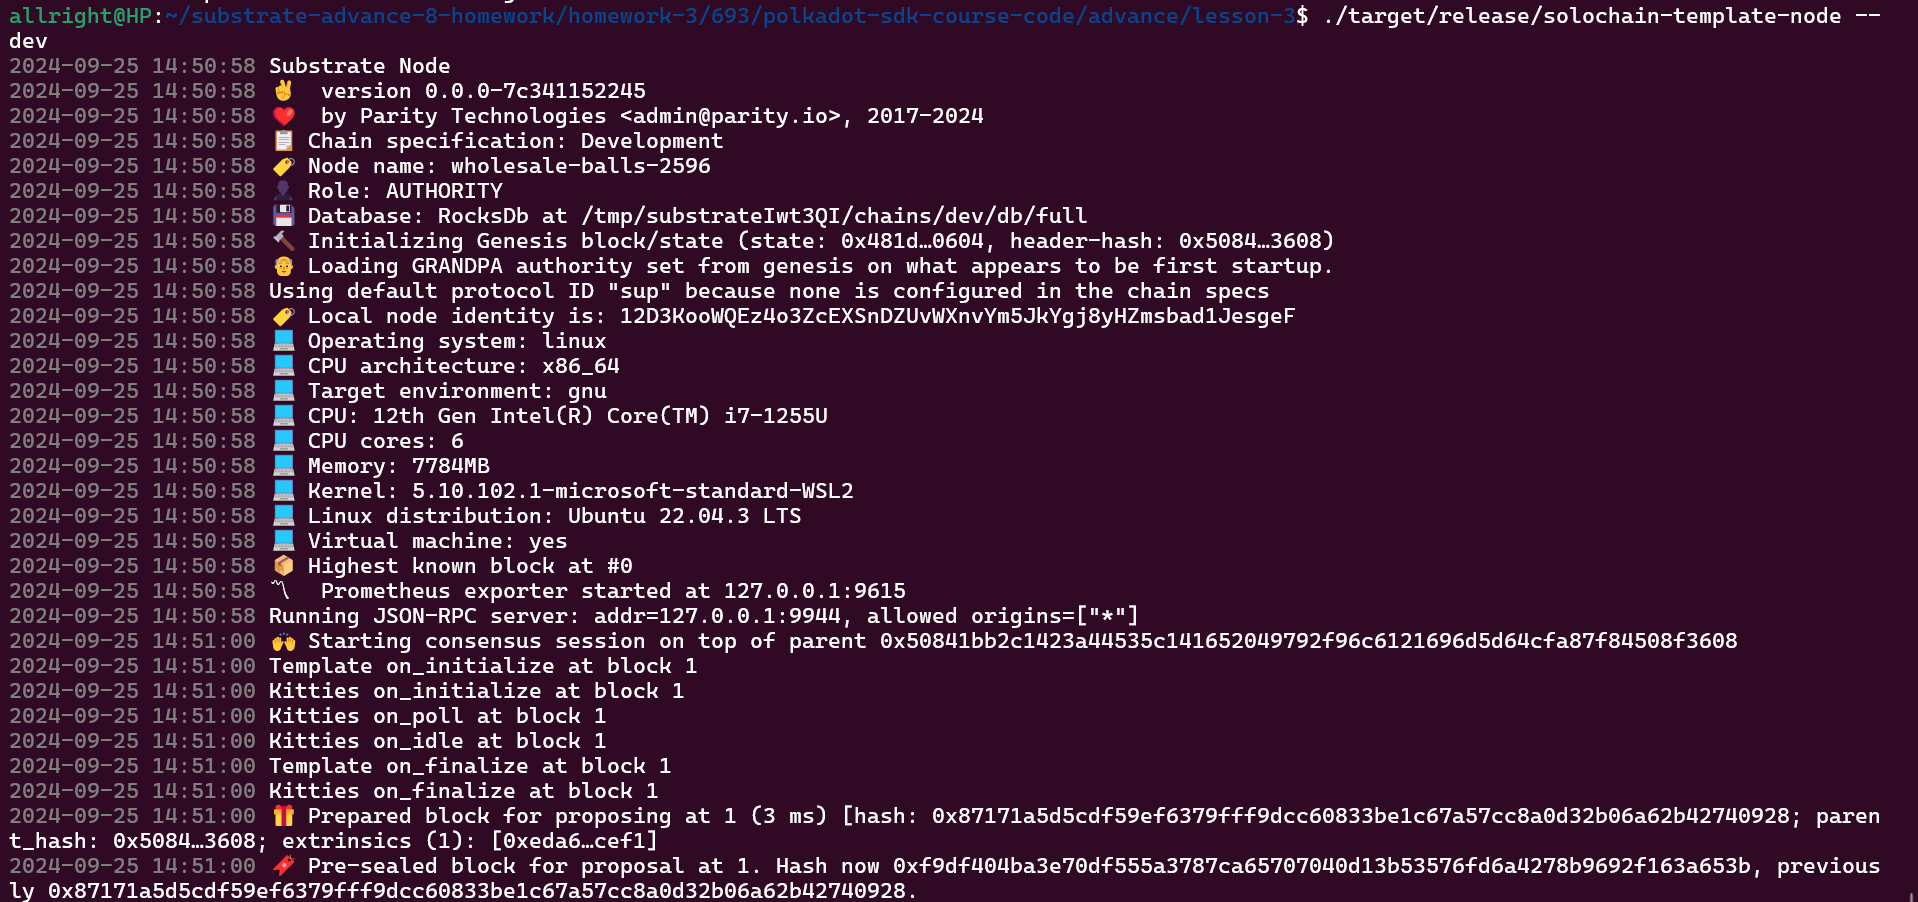 allright@HP:~/substrate-advance-8-homework/homework-3/693/polkadot-sdk-course-code/advance/lesson-3$ ./target/release/solochain-template-node --
dev
2024-09-25 14:50:58 Substrate Node
2024-09-25 14:50:58 ✌️  version 0.0.0-7c341152245
2024-09-25 14:50:58 ❤️  by Parity Technologies <admin@parity.io>, 2017-2024
2024-09-25 14:50:58 📋 Chain specification: Development
2024-09-25 14:50:58 🏷 Node name: wholesale-balls-2596
2024-09-25 14:50:58 👤 Role: AUTHORITY
2024-09-25 14:50:58 💾 Database: RocksDb at /tmp/substrateIwt3QI/chains/dev/db/full
2024-09-25 14:50:58 🔨 Initializing Genesis block/state (state: 0x481d…0604, header-hash: 0x5084…3608)
2024-09-25 14:50:58 👴 Loading GRANDPA authority set from genesis on what appears to be first startup.
2024-09-25 14:50:58 Using default protocol ID "sup" because none is configured in the chain specs
2024-09-25 14:50:58 🏷 Local node identity is: 12D3KooWQEz4o3ZcEXSnDZUvWXnvYm5JkYgj8yHZmsbad1JesgeF
2024-09-25 14:50:58 💻 Operating system: linux
2024-09-25 14:50:58 💻 CPU architecture: x86_64
2024-09-25 14:50:58 💻 Target environment: gnu
2024-09-25 14:50:58 💻 CPU: 12th Gen Intel(R) Core(TM) i7-1255U
2024-09-25 14:50:58 💻 CPU cores: 6
2024-09-25 14:50:58 💻 Memory: 7784MB
2024-09-25 14:50:58 💻 Kernel: 5.10.102.1-microsoft-standard-WSL2
2024-09-25 14:50:58 💻 Linux distribution: Ubuntu 22.04.3 LTS
2024-09-25 14:50:58 💻 Virtual machine: yes
2024-09-25 14:50:58 📦 Highest known block at #0
2024-09-25 14:50:58 〽️  Prometheus exporter started at 127.0.0.1:9615
2024-09-25 14:50:58 Running JSON-RPC server: addr=127.0.0.1:9944, allowed origins=["*"]
2024-09-25 14:51:00 🙌 Starting consensus session on top of parent 0x50841bb2c1423a44535c141652049792f96c6121696d5d64cfa87f84508f3608
2024-09-25 14:51:00 Template on_initialize at block 1
2024-09-25 14:51:00 Kitties on_initialize at block 1
2024-09-25 14:51:00 Kitties on_poll at block 1
2024-09-25 14:51:00 Kitties on_idle at block 1
2024-09-25 14:51:00 Template on_finalize at block 1
2024-09-25 14:51:00 Kitties on_finalize at block 1
2024-09-25 14:51:00 🎁 Prepared block for proposing at 1 (3 ms) [hash: 0x87171a5d5cdf59ef6379fff9dcc60833be1c67a57cc8a0d32b06a62b42740928; paren
t_hash: 0x5084…3608; extrinsics (1): [0xeda6…cef1]
2024-09-25 14:51:00 🔖 Pre-sealed block for proposal at 1. Hash now 0xf9df404ba3e70df555a3787ca65707040d13b53576fd6a4278b9692f163a653b, previous
ly 0x87171a5d5cdf59ef6379fff9dcc60833be1c67a57cc8a0d32b06a62b42740928.